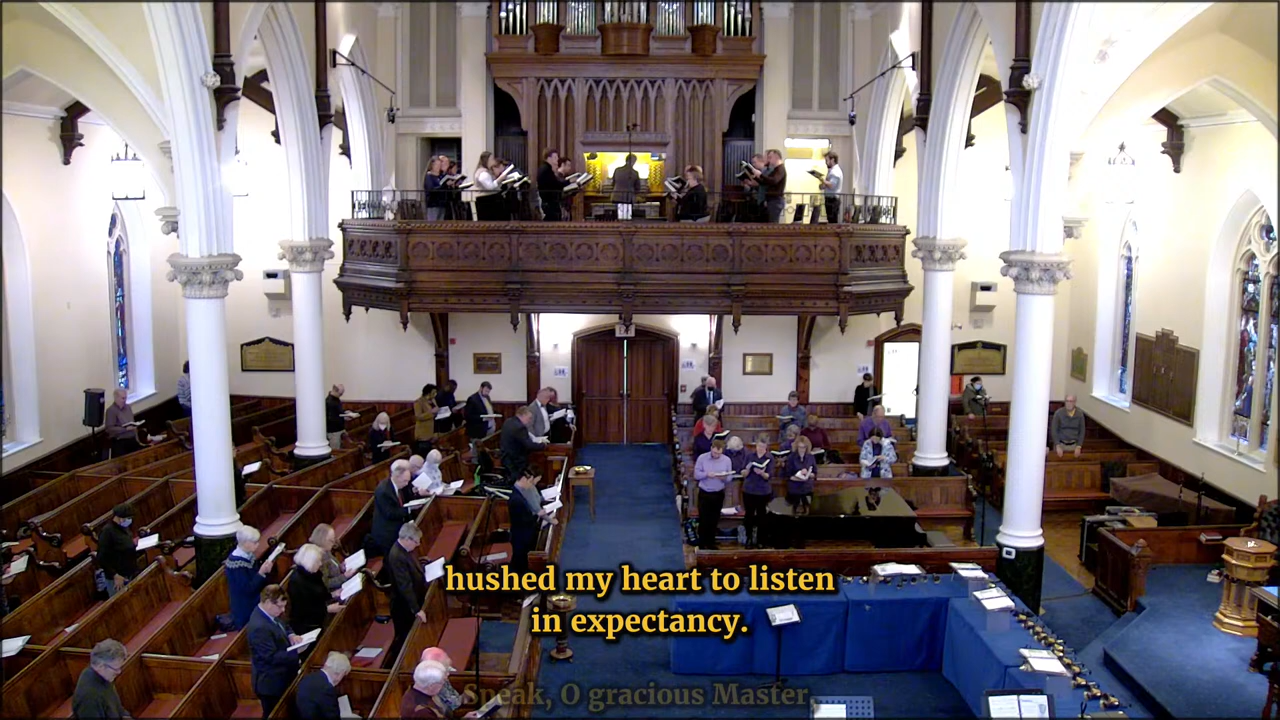 hushed my heart to listen
in expectancy.
Speak, O gracious Master,